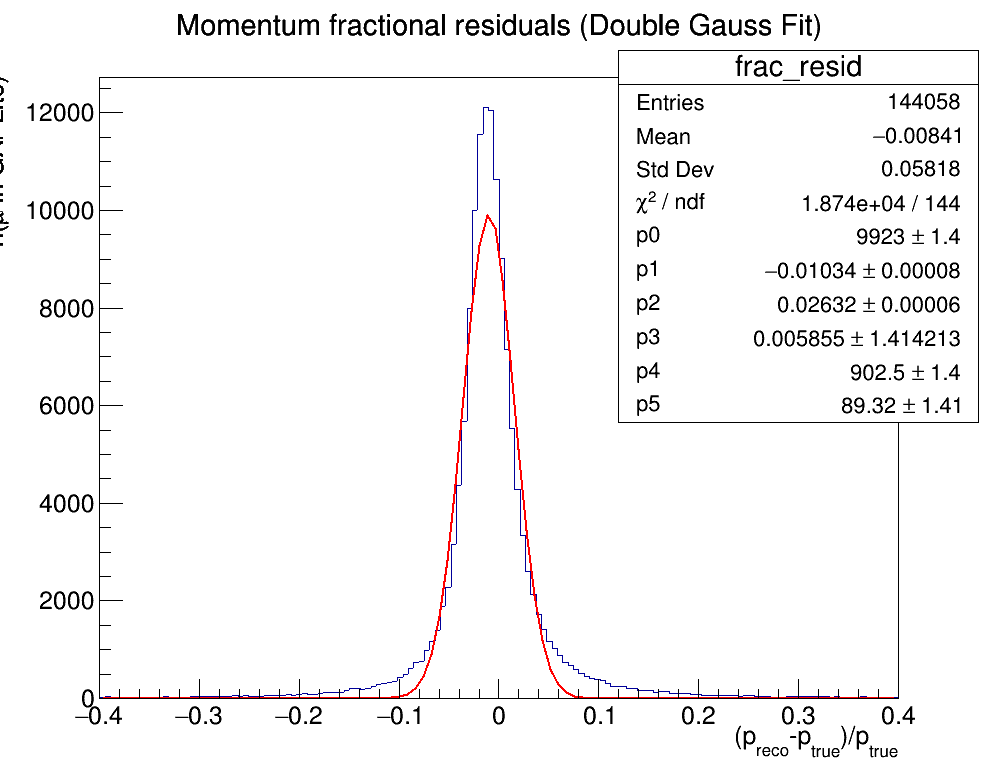 Momentum fractional residuals (Double Gauss Fit)
frac_resid
Entries 144058
Mean −0.00841
Std Dev 0.05818
χ² / ndf 1.874e+04 / 144
p0 9923 ± 1.4
p1 −0.01034 ± 0.00008
p2 0.02632 ± 0.00006
p3 0.005855 ± 1.414213
p4 902.5 ± 1.4
p5 89.32 ± 1.41
12000
10000
8000
6000
4000
2000
0
−0.4 −0.3 −0.2 −0.1 0 0.1 0.2 0.3 0.4
(p_reco-p_true)/p_true